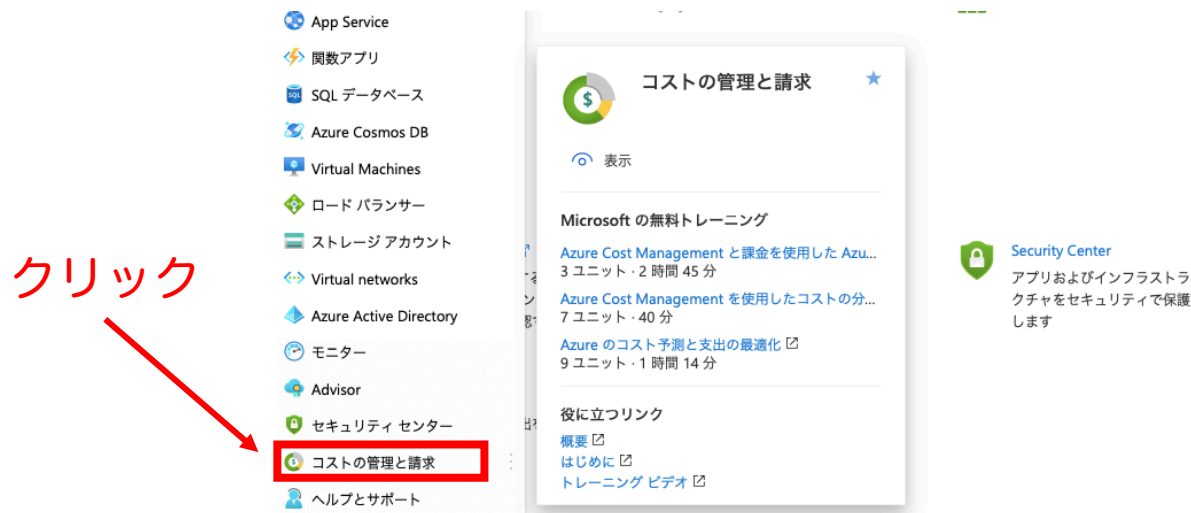 App Service
関数アプリ
SQL データベース
Azure Cosmos DB
Virtual Machines
ロード バランサー
ストレージ アカウント
Virtual networks
Azure Active Directory
モニター
Advisor
セキュリティ センター
コストの管理と請求
ヘルプとサポート
クリック
コストの管理と請求
表示
Microsoft の無料トレーニング
Azure Cost Management と課金を使用した Azu...
3 ユニット · 2 時間 45 分
Azure Cost Management を使用したコストの分...
7 ユニット · 40 分
Azure のコスト予測と支出の最適化
9 ユニット · 1 時間 14 分
役に立つリンク
概要
はじめに
トレーニング ビデオ
Security Center
アプリおよびインフラストラ
クチャをセキュリティで保護
します